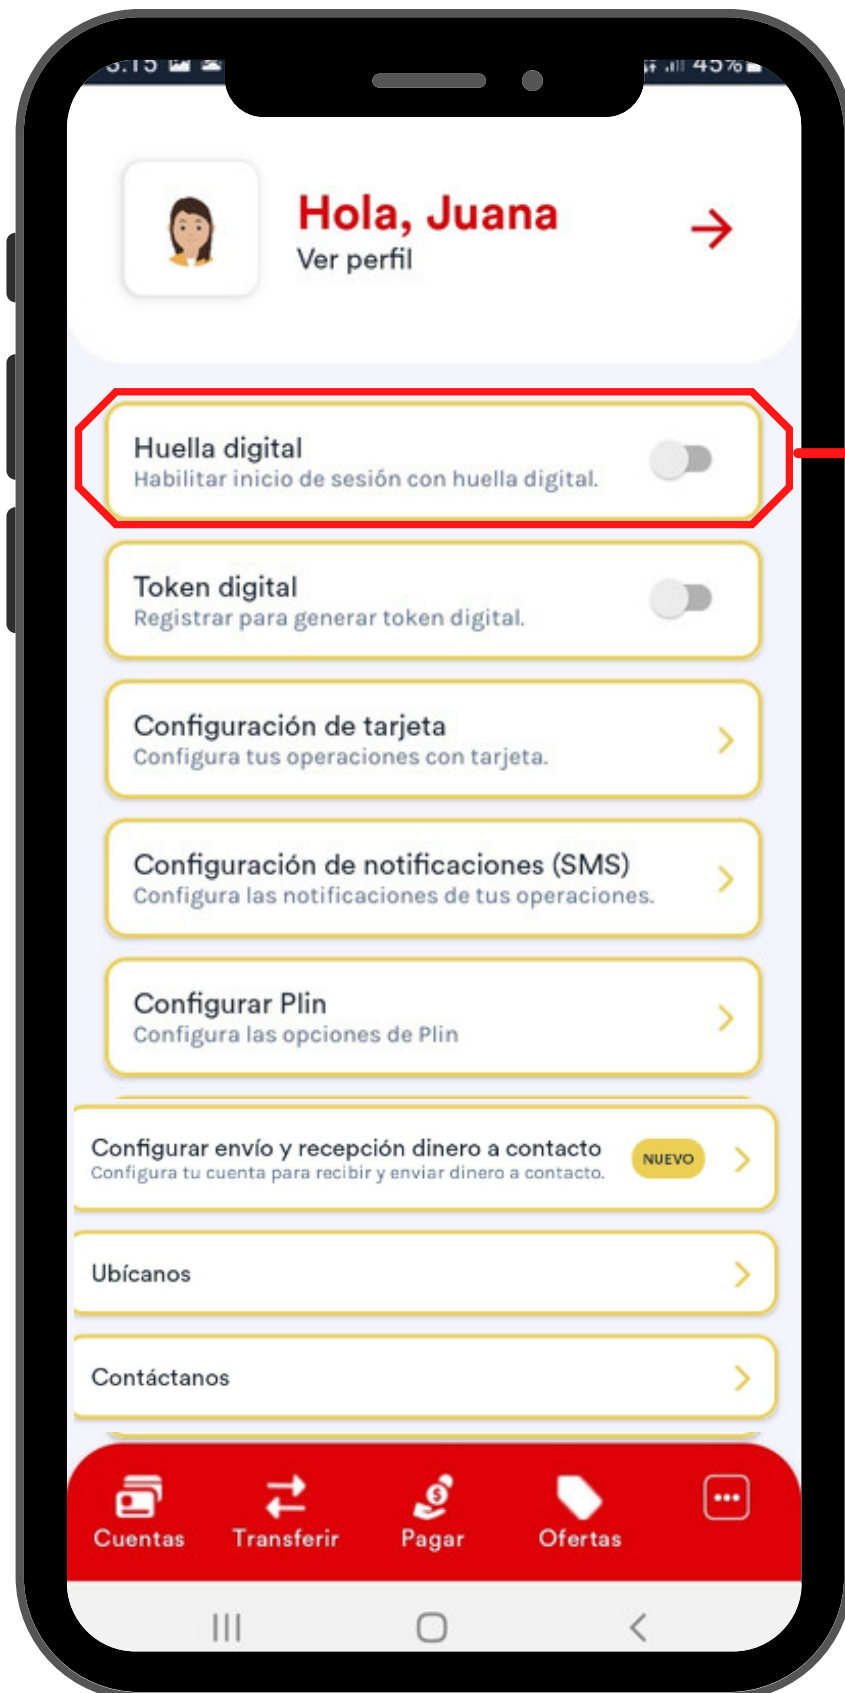 3:15 45%
Hola, Juana
Ver perfil
Huella digital
Habilitar inicio de sesión con huella digital.
Token digital
Registrar para generar token digital.
Configuración de tarjeta
Configura tus operaciones con tarjeta.
Configuración de notificaciones (SMS)
Configura las notificaciones de tus operaciones.
Configurar Plin
Configura las opciones de Plin
Configurar envío y recepción dinero a contacto
Configura tu cuenta para recibir y enviar dinero a contacto.
NUEVO
Ubícanos
Contáctanos
Cuentas Transferir Pagar Ofertas